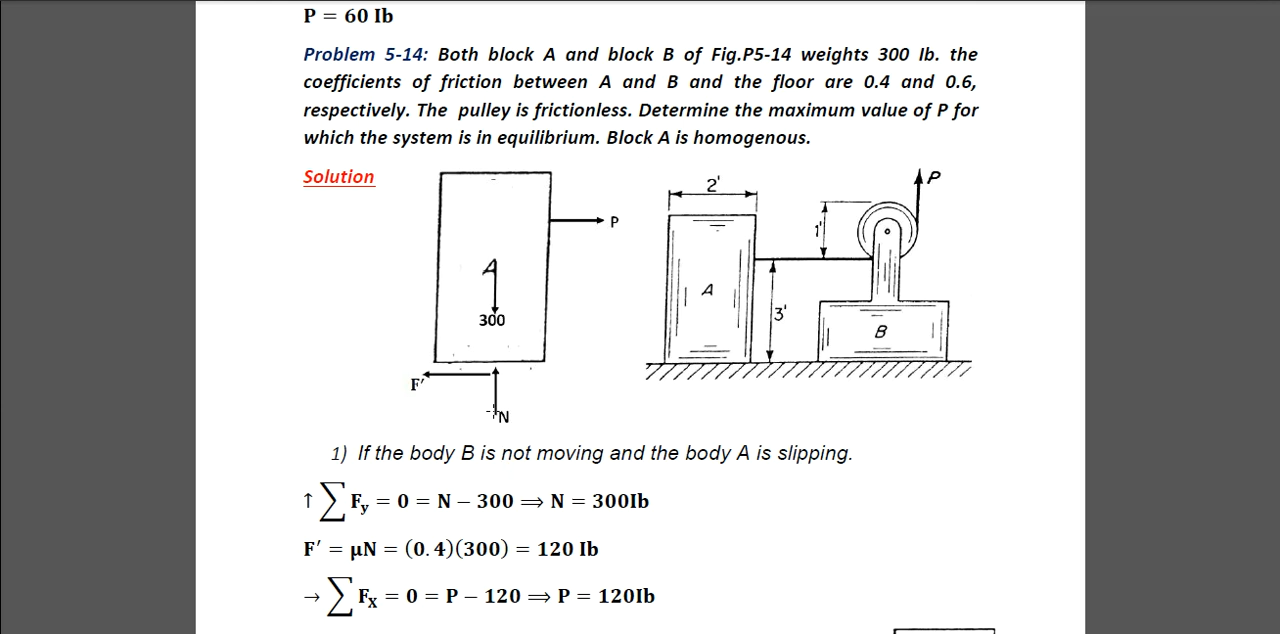 P = 60 Ib
Problem 5-14: Both block A and block B of Fig.P5-14 weights 300 lb. the
coefficients of friction between A and B and the floor are 0.4 and 0.6,
respectively. The pulley is frictionless. Determine the maximum value of P for
which the system is in equilibrium. Block A is homogenous.
Solution
P
A
300
F′
N
2'
P
1'
A
3'
B
1) If the body B is not moving and the body A is slipping.
↑ ∑ Fy = 0 = N − 300 ⟹ N = 300Ib
F′ = μN = (0.4)(300) = 120 Ib
→ ∑ Fx = 0 = P − 120 ⟹ P = 120Ib